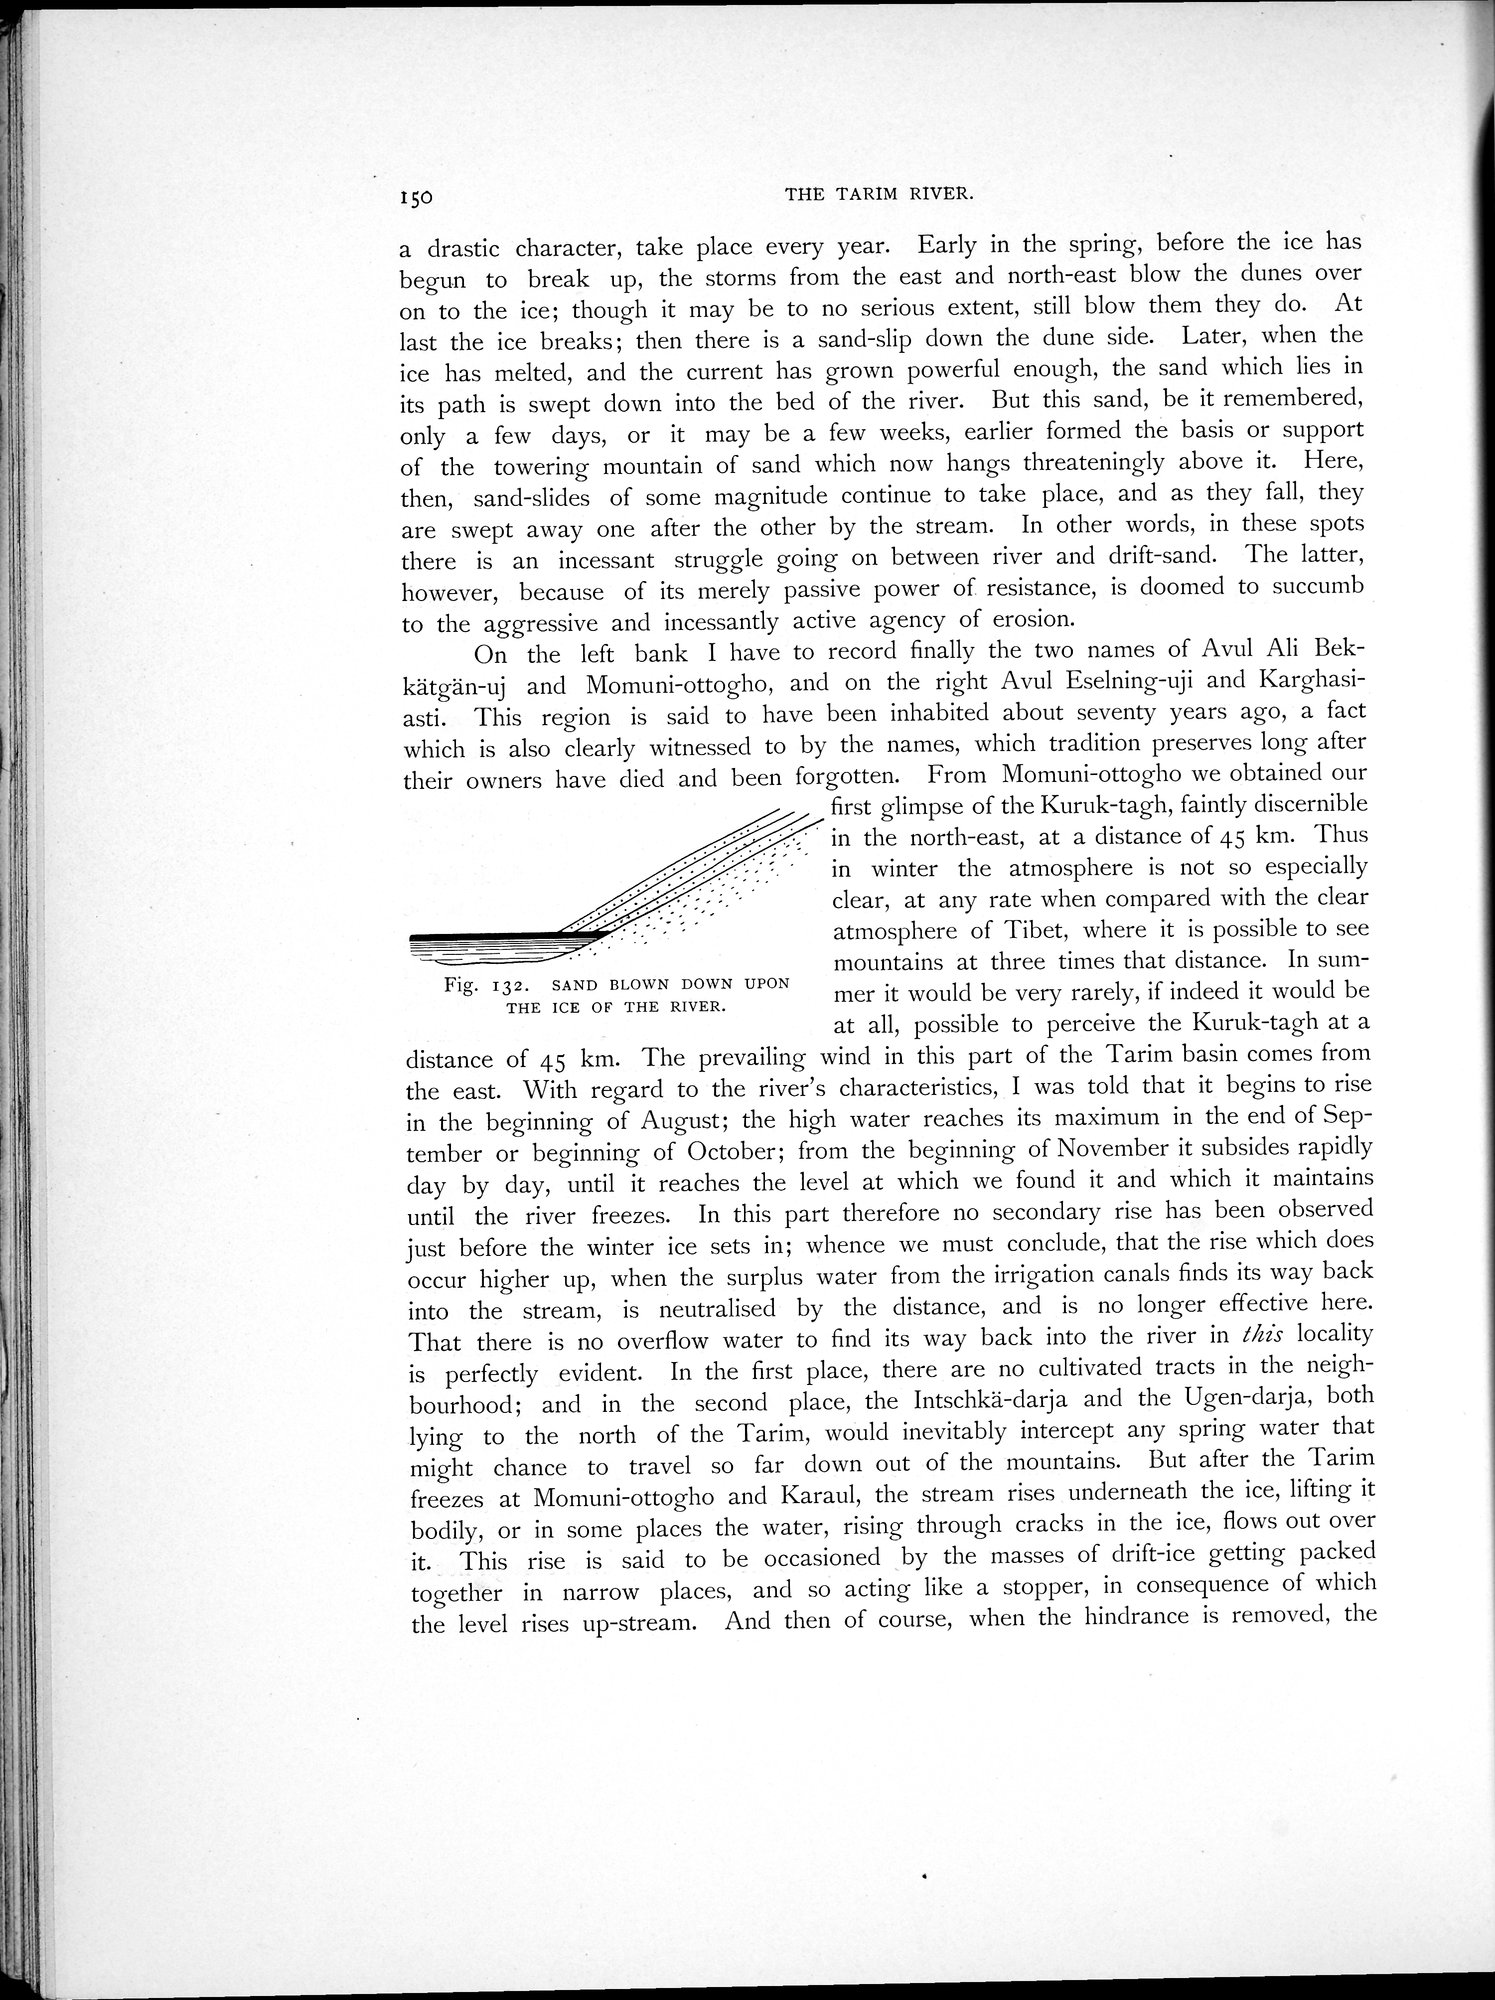 150
THE TARIM RIVER.
a drastic character, take place every year. Early in the spring, before the ice has
begun to break up, the storms from the east and north-east blow the dunes over
on to the ice; though it may be to no serious extent, still blow them they do. At
last the ice breaks; then there is a sand-slip down the dune side. Later, when the
ice has melted, and the current has grown powerful enough, the sand which lies in
its path is swept down into the bed of the river. But this sand, be it remembered,
only a few days, or it may be a few weeks, earlier formed the basis or support
of the towering mountain of sand which now hangs threateningly above it. Here,
then, sand-slides of some magnitude continue to take place, and as they fall, they
are swept away one after the other by the stream. In other words, in these spots
there is an incessant struggle going on between river and drift-sand. The latter,
however, because of its merely passive power of resistance, is doomed to succumb
to the aggressive and incessantly active agency of erosion.
On the left bank I have to record finally the two names of Avul Ali Bek-
kätgän-uj and Momuni-ottogho, and on the right Avul Eselning-uji and Karghasi-
asti. This region is said to have been inhabited about seventy years ago, a fact
which is also clearly witnessed to by the names, which tradition preserves long after
their owners have died and been forgotten. From Momuni-ottogho we obtained our
first glimpse of the Kuruk-tagh, faintly discernible
in the north-east, at a distance of 45 km. Thus
in winter the atmosphere is not so especially
clear, at any rate when compared with the clear
atmosphere of Tibet, where it is possible to see
mountains at three times that distance. In sum-
mer it would be very rarely, if indeed it would be
at all, possible to perceive the Kuruk-tagh at a
Fig. 132. SAND BLOWN DOWN UPON
THE ICE OF THE RIVER.
distance of 45 km. The prevailing wind in this part of the Tarim basin comes from
the east. With regard to the river's characteristics, I was told that it begins to rise
in the beginning of August; the high water reaches its maximum in the end of Sep-
tember or beginning of October; from the beginning of November it subsides rapidly
day by day, until it reaches the level at which we found it and which it maintains
until the river freezes. In this part therefore no secondary rise has been observed
just before the winter ice sets in; whence we must conclude, that the rise which does
occur higher up, when the surplus water from the irrigation canals finds its way back
into the stream, is neutralised by the distance, and is no longer effective here.
That there is no overflow water to find its way back into the river in this locality
is perfectly evident. In the first place, there are no cultivated tracts in the neigh-
bourhood; and in the second place, the Intschkä-darja and the Ugen-darja, both
lying to the north of the Tarim, would inevitably intercept any spring water that
might chance to travel so far down out of the mountains. But after the Tarim
freezes at Momuni-ottogho and Karaul, the stream rises underneath the ice, lifting it
bodily, or in some places the water, rising through cracks in the ice, flows out over
it. This rise is said to be occasioned by the masses of drift-ice getting packed
together in narrow places, and so acting like a stopper, in consequence of which
the level rises up-stream. And then of course, when the hindrance is removed, the